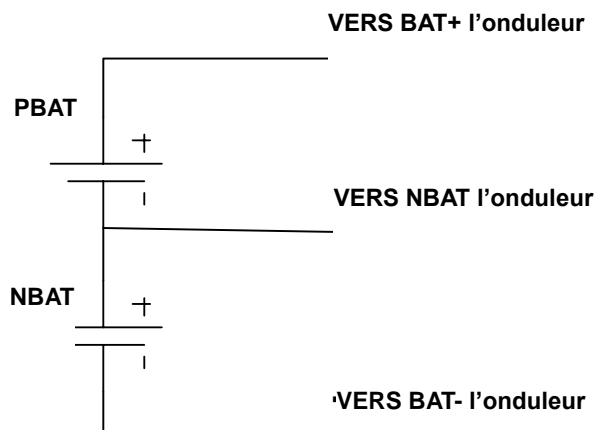 VERS BAT+ l’onduleur
PBAT
+
-
VERS NBAT l’onduleur
NBAT
+
-
VERS BAT- l’onduleur